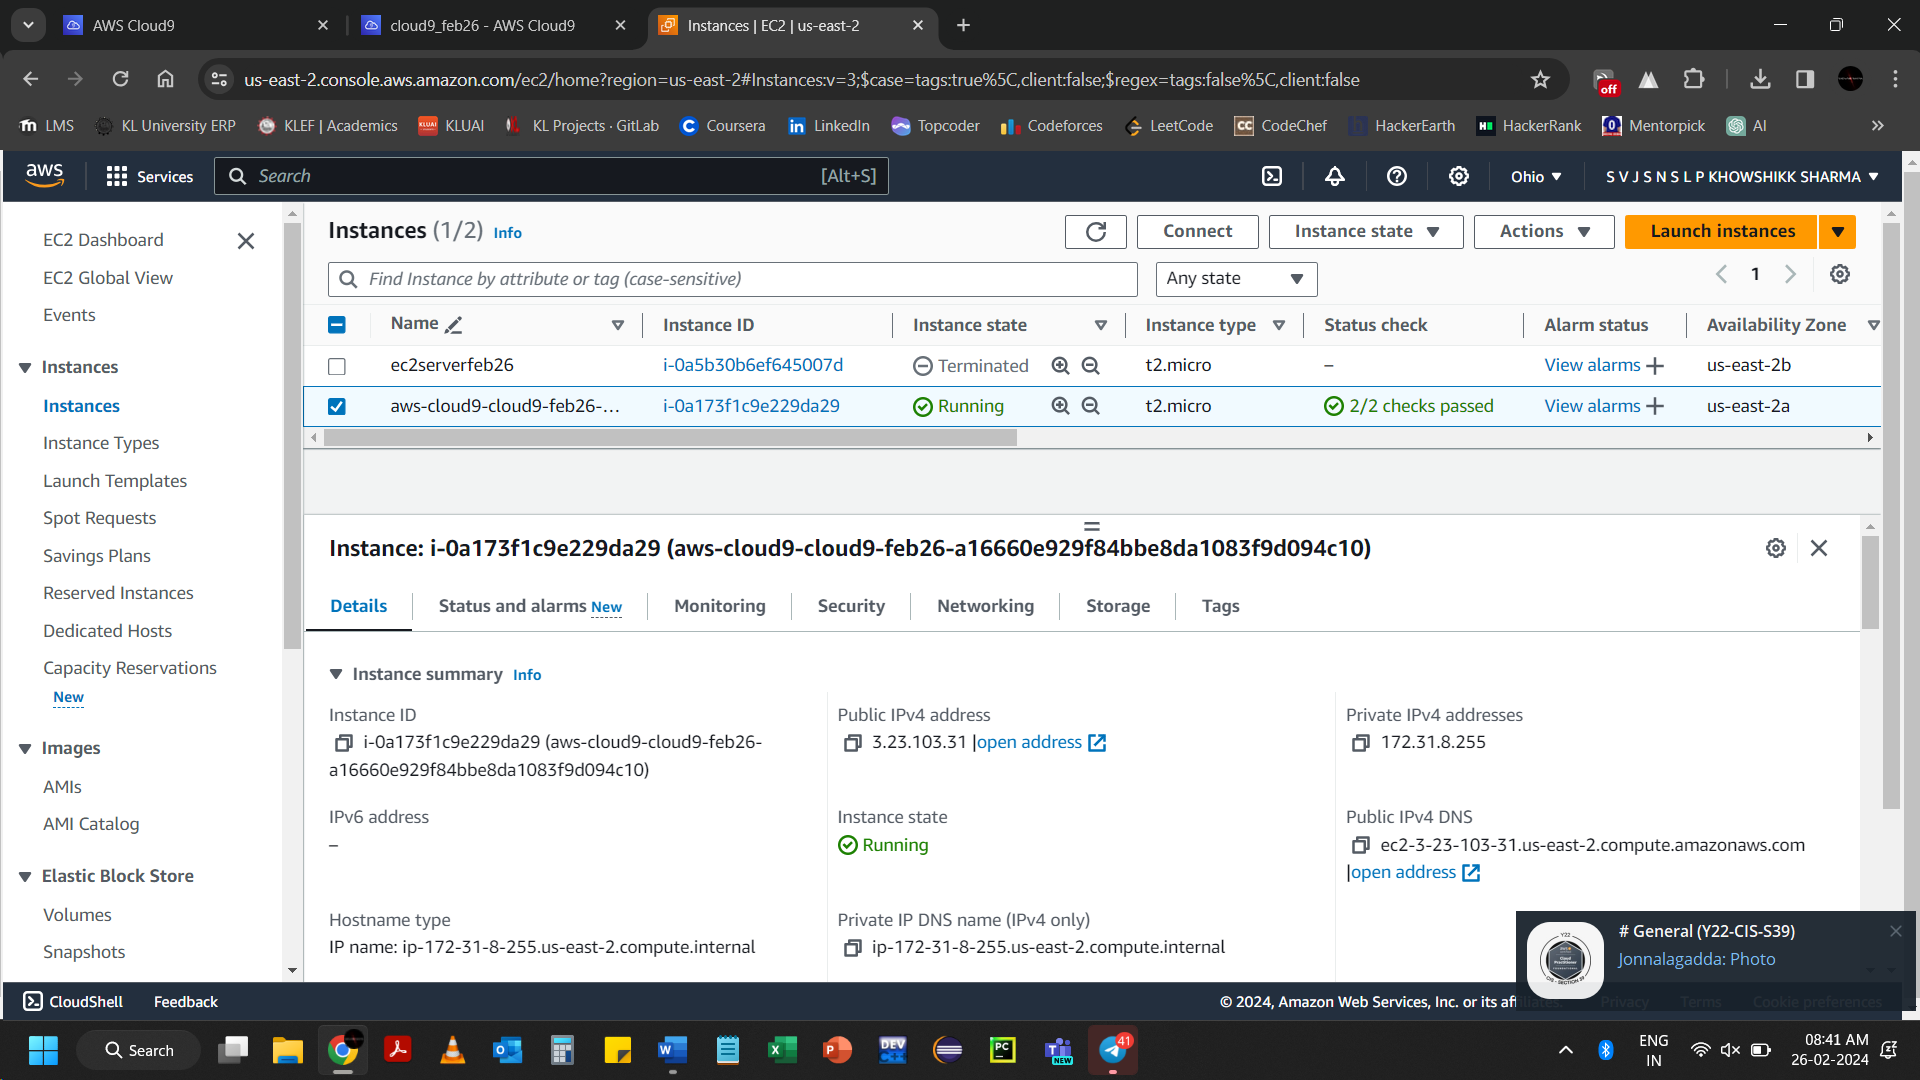 AWS Cloud9
cloud9_feb26 - AWS Cloud9
Instances | EC2 | us-east-2
us-east-2.console.aws.amazon.com/ec2/home?region=us-east-2#Instances:v=3;$case=tags:true%5C,client:false;$regex=tags:false%5C,client:false
off
LMS
KL University ERP
KLEF | Academics
KLUAI
KL Projects · GitLab
Coursera
LinkedIn
Topcoder
Codeforces
LeetCode
CodeChef
HackerEarth
HackerRank
Mentorpick
AI
aws
Services
Search
[Alt+S]
Ohio
S V J S N S L P KHOWSHIKK SHARMA
EC2 Dashboard
EC2 Global View
Events
Instances
Instances
Instance Types
Launch Templates
Spot Requests
Savings Plans
Reserved Instances
Dedicated Hosts
Capacity Reservations
New
Images
AMIs
AMI Catalog
Elastic Block Store
Volumes
Snapshots
Instances (1/2) Info
Connect
Instance state
Actions
Launch instances
Find Instance by attribute or tag (case-sensitive)
Any state
1
Name
Instance ID
Instance state
Instance type
Status check
Alarm status
Availability Zone
ec2serverfeb26
i-0a5b30b6ef645007d
Terminated
t2.micro
–
View alarms
us-east-2b
aws-cloud9-cloud9-feb26-...
i-0a173f1c9e229da29
Running
t2.micro
2/2 checks passed
View alarms
us-east-2a
Instance: i-0a173f1c9e229da29 (aws-cloud9-cloud9-feb26-a16660e929f84bbe8da1083f9d094c10)
Details
Status and alarms New
Monitoring
Security
Networking
Storage
Tags
Instance summary Info
Instance ID
i-0a173f1c9e229da29 (aws-cloud9-cloud9-feb26-
a16660e929f84bbe8da1083f9d094c10)
Public IPv4 address
3.23.103.31 |open address
Private IPv4 addresses
172.31.8.255
IPv6 address
–
Instance state
Running
Public IPv4 DNS
ec2-3-23-103-31.us-east-2.compute.amazonaws.com
|open address
Hostname type
IP name: ip-172-31-8-255.us-east-2.compute.internal
Private IP DNS name (IPv4 only)
ip-172-31-8-255.us-east-2.compute.internal
# General (Y22-CIS-S39)
Jonnalagadda: Photo
CloudShell
Feedback
© 2024, Amazon Web Services, Inc. or its affiliates.
Privacy
Terms
Cookie preferences
Search
DEV
PC
NEW
41
ENG
IN
08:41 AM
26-02-2024